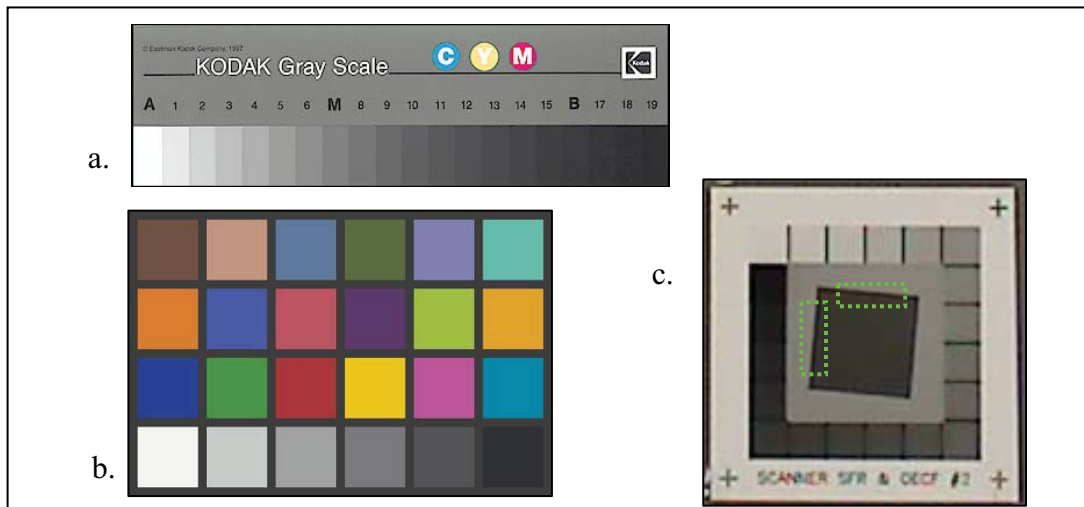 © Eastman Kodak Company, 1997
KODAK Gray Scale
C Y M
Kodak
A 1 2 3 4 5 6 M 8 9 10 11 12 13 14 15 B 17 18 19
a.
b.
c.
SCANNER SFR & OECF #2